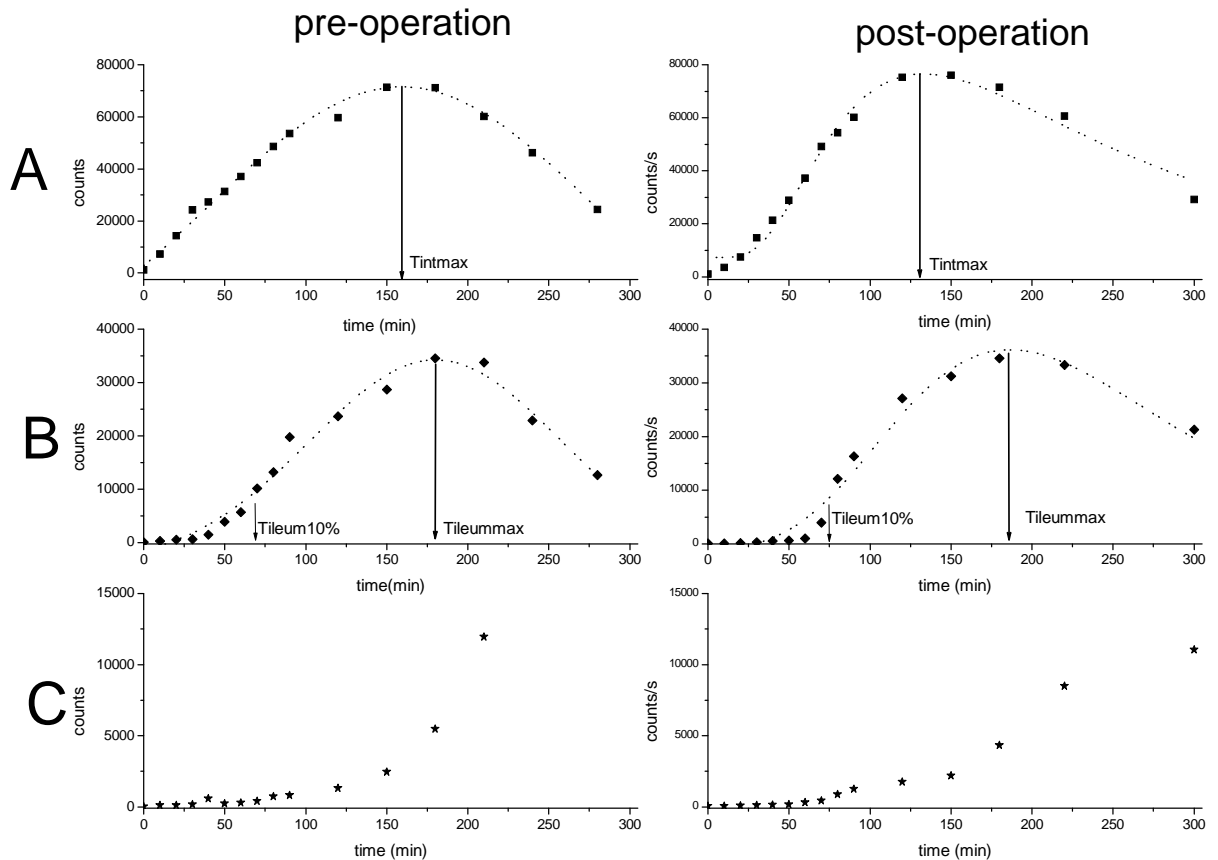 pre-operation
post-operation
A
80000
60000
40000
20000
0
counts
0 50 100 150 200 250 300
time (min)
Tintmax
80000
60000
40000
20000
0
counts/s
0 50 100 150 200 250 300
time (min)
Tintmax
B
40000
30000
20000
10000
0
counts
0 50 100 150 200 250 300
time(min)
Tileum10%
Tileummax
40000
30000
20000
10000
0
counts/s
0 50 100 150 200 250 300
time (min)
Tileum10%
Tileummax
C
15000
10000
5000
0
counts
0 50 100 150 200 250 300
time (min)
15000
10000
5000
0
counts/s
0 50 100 150 200 250 300
time (min)